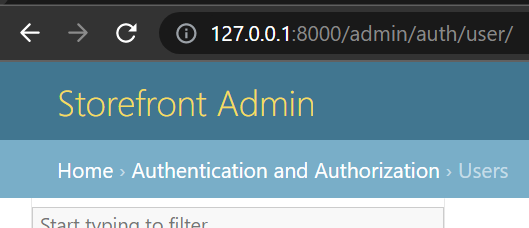 127.0.0.1:8000/admin/auth/user/
Storefront Admin
Home › Authentication and Authorization › Users
Start typing to filter